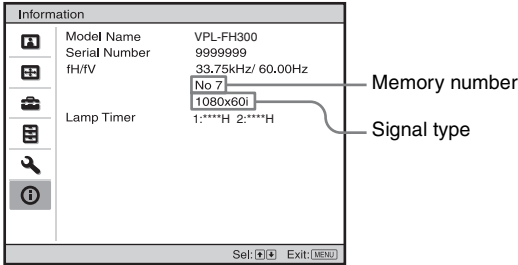 Information
Model Name VPL-FH300
Serial Number 9999999
fH/fV 33.75kHz/ 60.00Hz
No 7
Memory number
1080x60i
Signal type
Lamp Timer 1:****H 2:****H
Sel: Exit: MENU